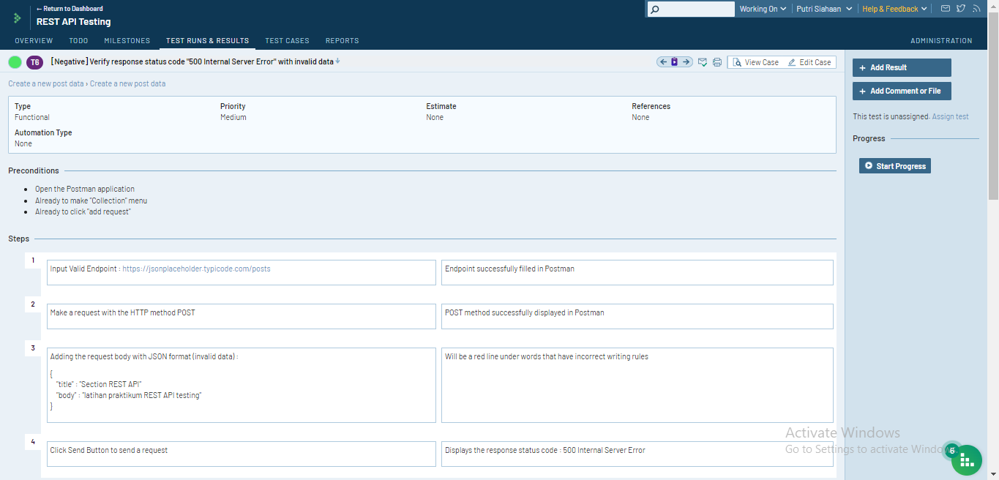 ← Return to Dashboard
REST API Testing
Working On
Putri Siahaan
Help & Feedback
OVERVIEW TODO MILESTONES TEST RUNS & RESULTS TEST CASES REPORTS ADMINISTRATION
T6 [Negative] Verify response status code "500 Internal Server Error" with invalid data
View Case Edit Case
+ Add Result
Create a new post data › Create a new post data
+ Add Comment or File
Type Priority Estimate References
Functional Medium None None
This test is unassigned. Assign test
Automation Type
None
Progress
Start Progress
Preconditions
• Open the Postman application
• Already to make "Collection" menu
• Already to click "add request"
Steps
1
Input Valid Endpoint : https://jsonplaceholder.typicode.com/posts
Endpoint successfully filled in Postman
2
Make a request with the HTTP method POST
POST method successfully displayed in Postman
3
Adding the request body with JSON format (invalid data) :
{
"title" : "Section REST API"
"body" : "latihan praktikum REST API testing"
}
Will be a red line under words that have incorrect writing rules
4
Click Send Button to send a request
Displays the response status code : 500 Internal Server Error
Activate Windows
Go to Settings to activate Windows.
6